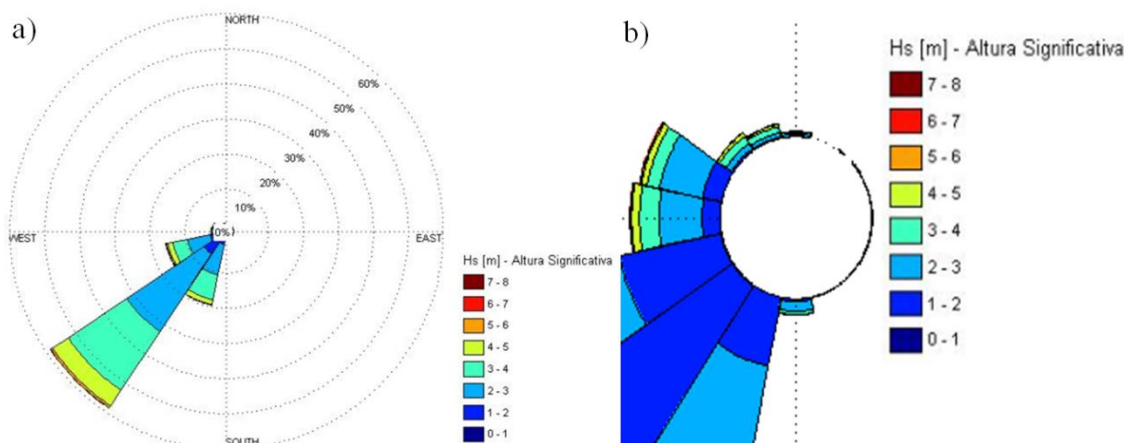 a)
NORTH
60%
50%
40%
30%
20%
10%
(0%)
WEST
EAST
SOUTH
Hs [m] - Altura Significativa
7 - 8
6 - 7
5 - 6
4 - 5
3 - 4
2 - 3
1 - 2
0 - 1
b)
Hs [m] - Altura Significativa
7 - 8
6 - 7
5 - 6
4 - 5
3 - 4
2 - 3
1 - 2
0 - 1